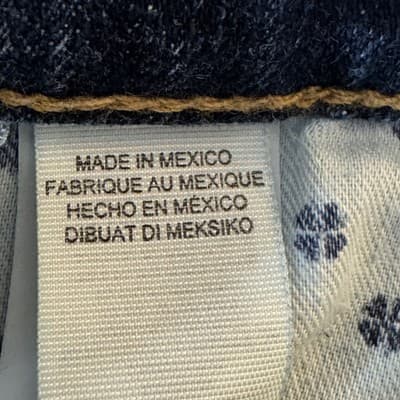 MADE IN MEXICO
FABRIQUE AU MEXIQUE
HECHO EN MÉXICO
DIBUAT DI MEKSIKO